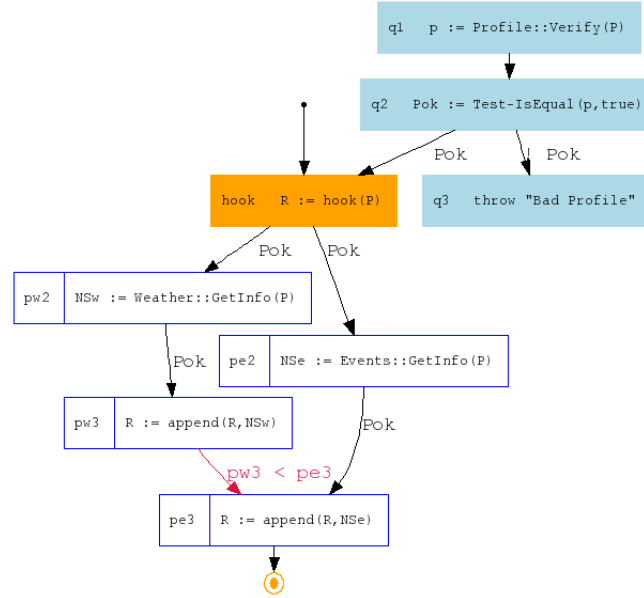 q1 p := Profile::Verify(P)
q2 Pok := Test-IsEqual(p,true)
Pok
! Pok
hook R := hook(P)
q3 throw "Bad Profile"
Pok
Pok
pw2 NSw := Weather::GetInfo(P)
pe2 NSe := Events::GetInfo(P)
Pok
pw3 R := append(R,NSw)
Pok
pw3 < pe3
pe3 R := append(R,NSe)